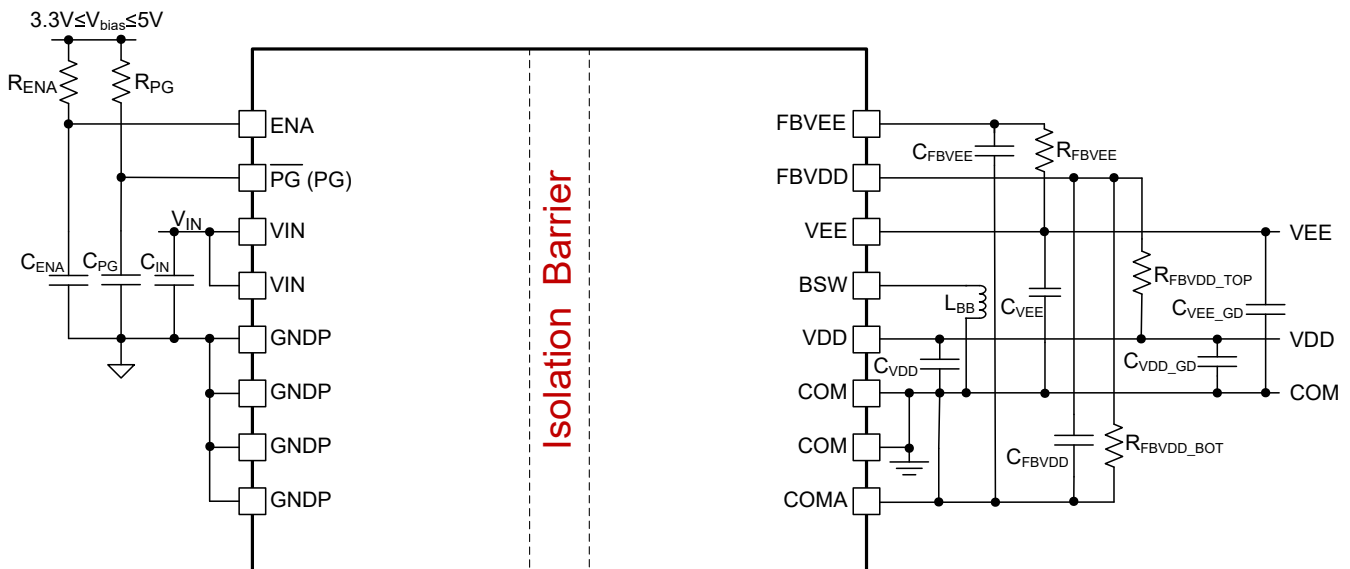 3.3V≤Vbias≤5V
RENA
RPG
ENA
PG (PG)
VIN
VIN
VIN
CENA
CPG
CIN
GNDP
GNDP
GNDP
GNDP
Isolation Barrier
FBVEE
FBVDD
VEE
BSW
VDD
COM
COM
COMA
CFBVEE
RFBVEE
LBB
CVEE
CVDD
RFBVDD_TOP
CVEE_GD
CVDD_GD
CFBVDD
RFBVDD_BOT
VEE
VDD
COM